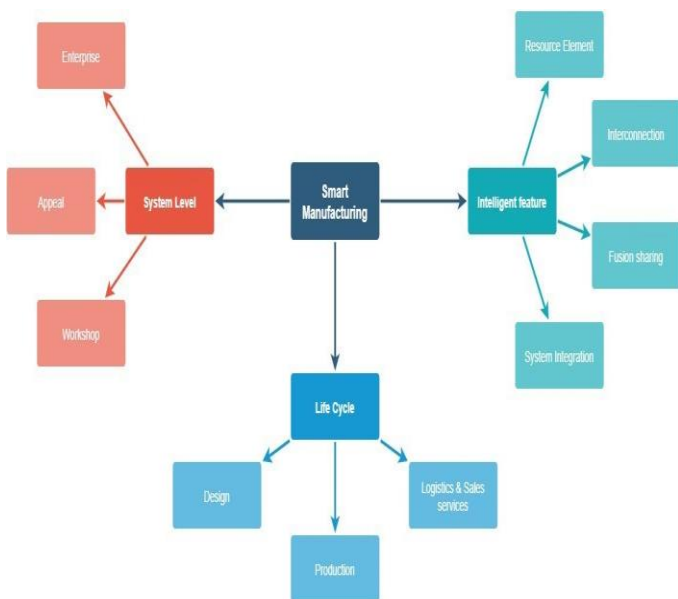 Enterprise
Resource Element
Interconnection
Appeal
System Level
Smart
Manufacturing
Intelligent feature
Fusion sharing
Workshop
System Integration
Life Cycle
Design
Logistics & Sales
services
Production